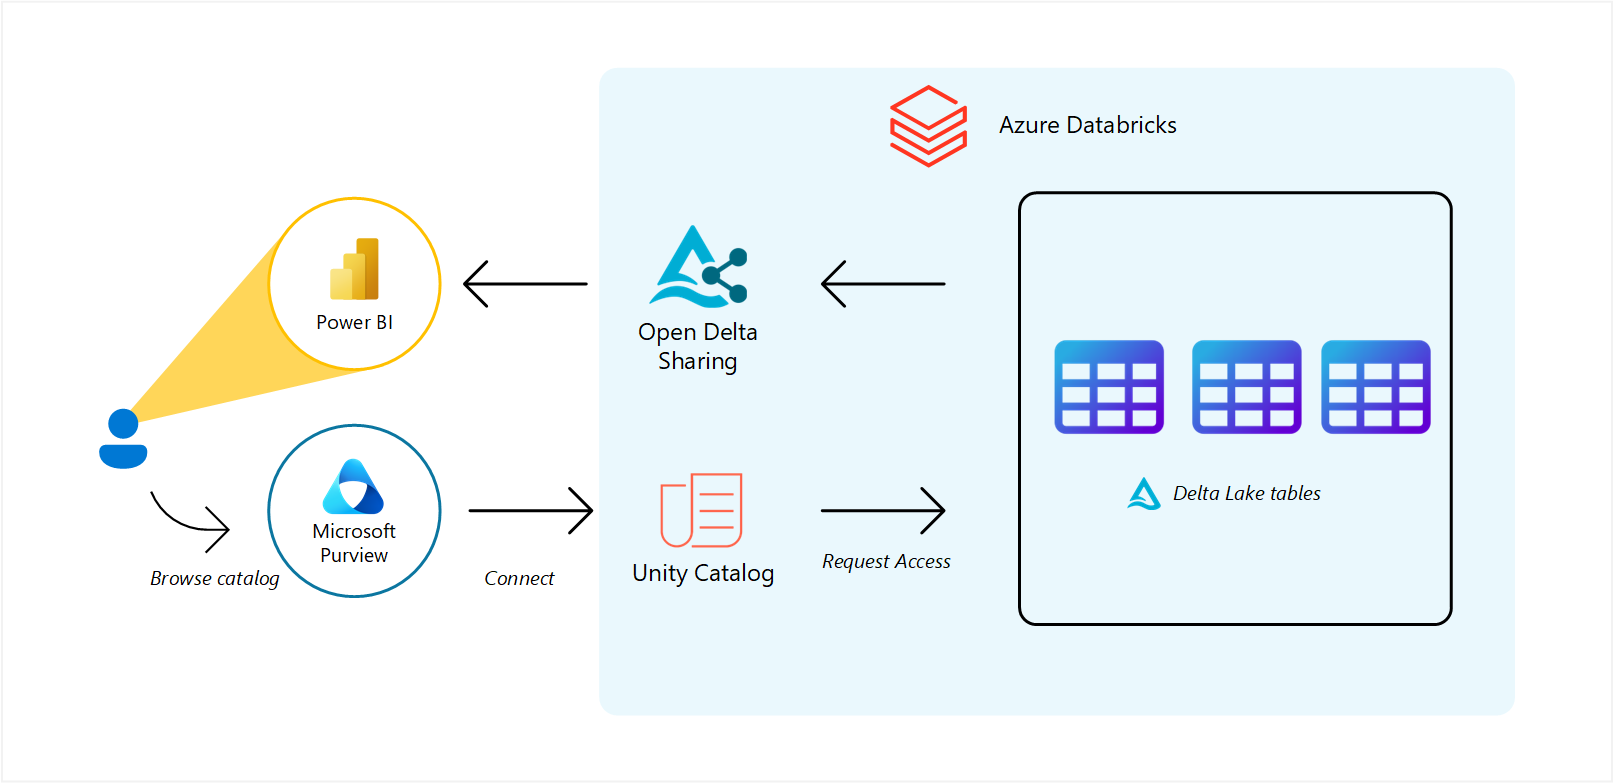 Azure Databricks
Power BI
Open Delta
Sharing
Delta Lake tables
Microsoft
Purview
Browse catalog
Connect
Unity Catalog
Request Access